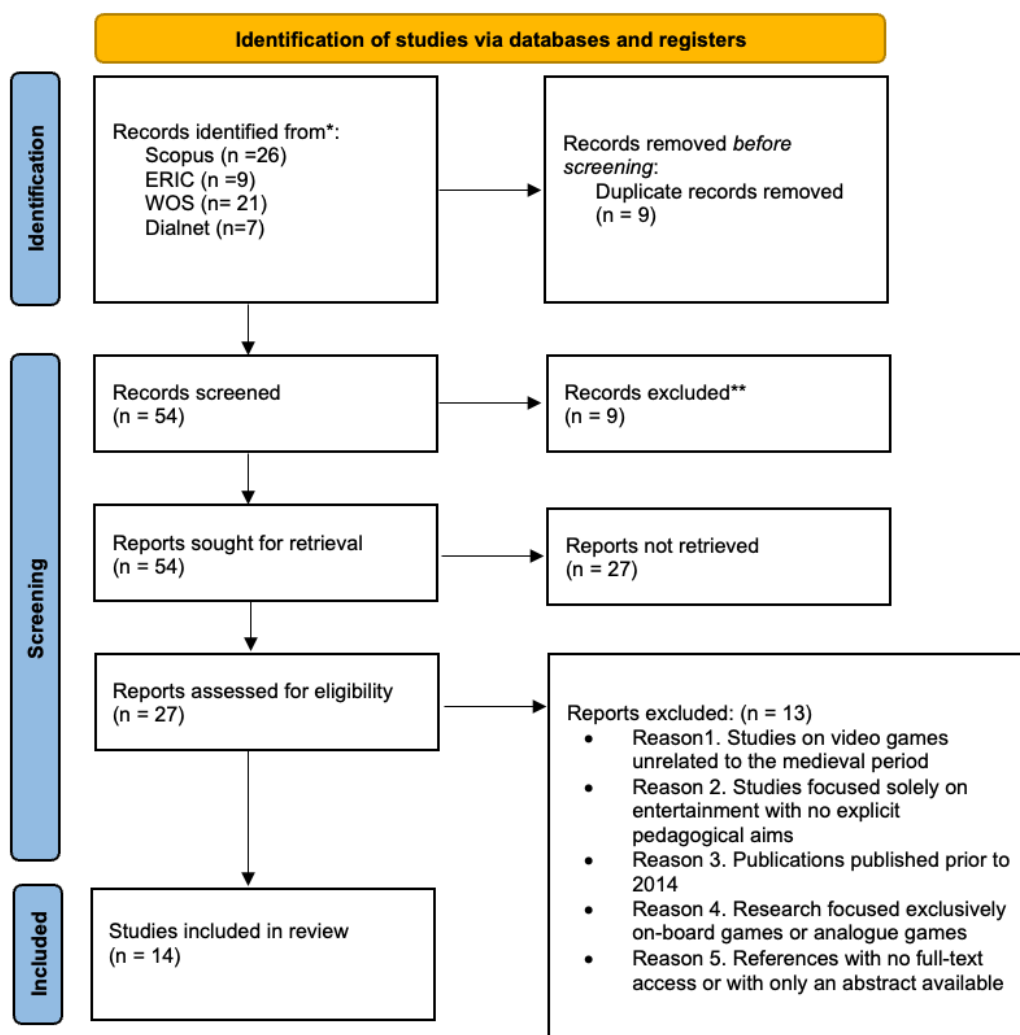 Identification of studies via databases and registers
Identification
Records identified from*:
Scopus (n =26)
ERIC (n =9)
WOS (n= 21)
Dialnet (n=7)
Records removed before
screening:
Duplicate records removed
(n = 9)
Screening
Records screened
(n = 54)
Records excluded**
(n = 9)
Reports sought for retrieval
(n = 54)
Reports not retrieved
(n = 27)
Reports assessed for eligibility
(n = 27)
Reports excluded: (n = 13)
• Reason1. Studies on video games
unrelated to the medieval period
• Reason 2. Studies focused solely on
entertainment with no explicit
pedagogical aims
• Reason 3. Publications published prior to
2014
• Reason 4. Research focused exclusively
on-board games or analogue games
• Reason 5. References with no full-text
access or with only an abstract available
Included
Studies included in review
(n = 14)